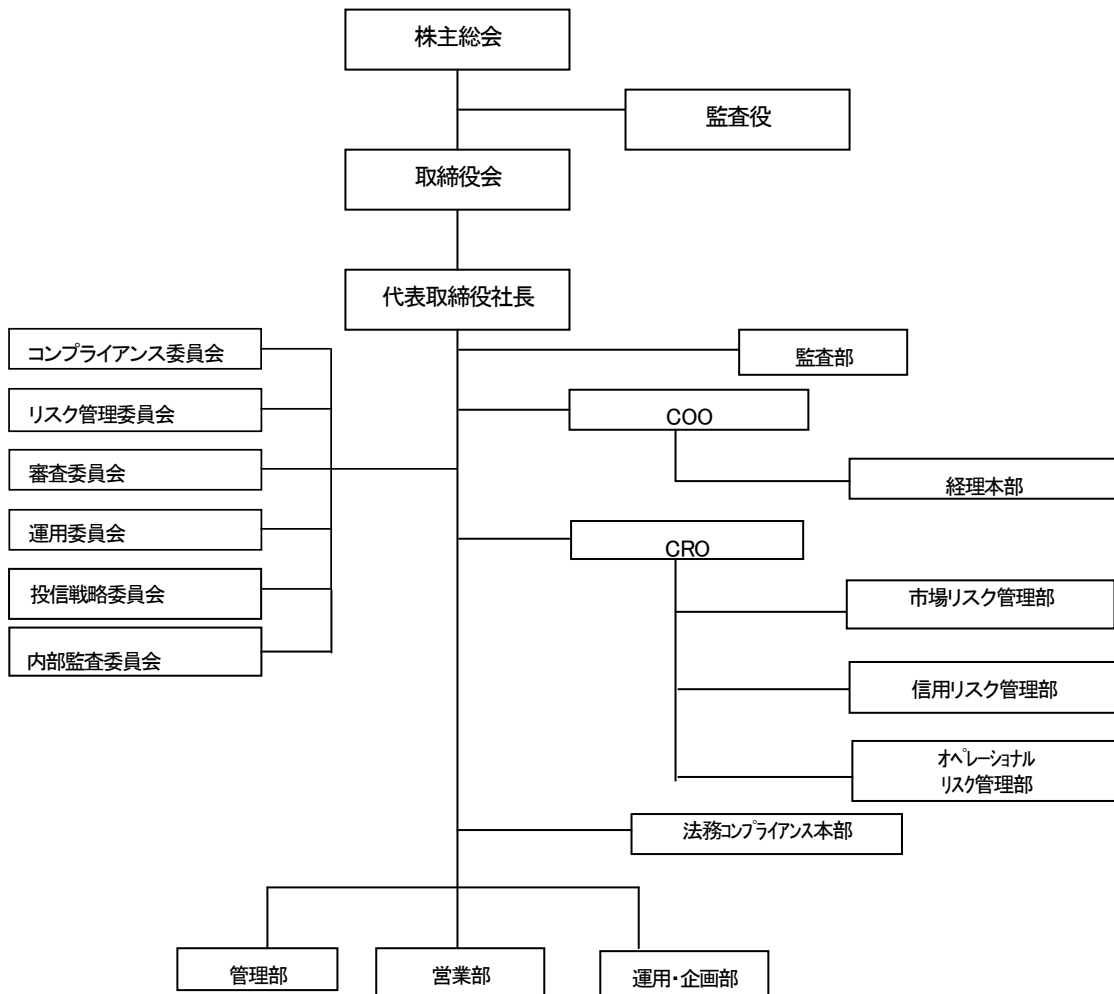 株主総会
監査役
取締役会
代表取締役社長
コンプライアンス委員会
監査部
リスク管理委員会
COO
審査委員会
経理本部
運用委員会
CRO
投信戦略委員会
市場リスク管理部
内部監査委員会
信用リスク管理部
オペレーショナル
リスク管理部
法務コンプライアンス本部
管理部
営業部
運用・企画部